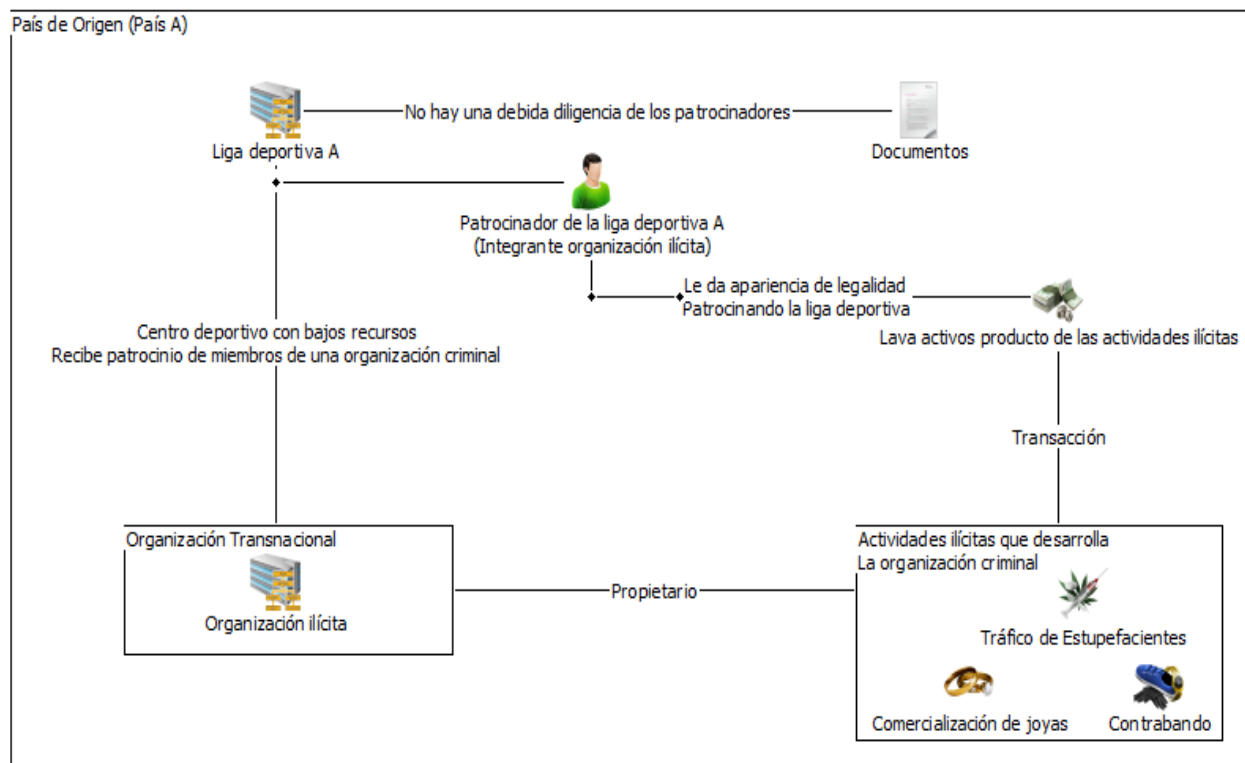 País de Origen (País A)
No hay una debida diligencia de los patrocinadores
Liga deportiva A
Documentos
Patrocinador de la liga deportiva A
(Integrante organización ilícita)
Le da apariencia de legalidad
Patrocinando la liga deportiva
Lava activos producto de las actividades ilícitas
Centro deportivo con bajos recursos
Recibe patrocinio de miembros de una organización criminal
Transacción
Organización Transnacional
Organización ilícita
Propietario
Actividades ilícitas que desarrolla
La organización criminal
Tráfico de Estupefacientes
Comercialización de joyas
Contrabando